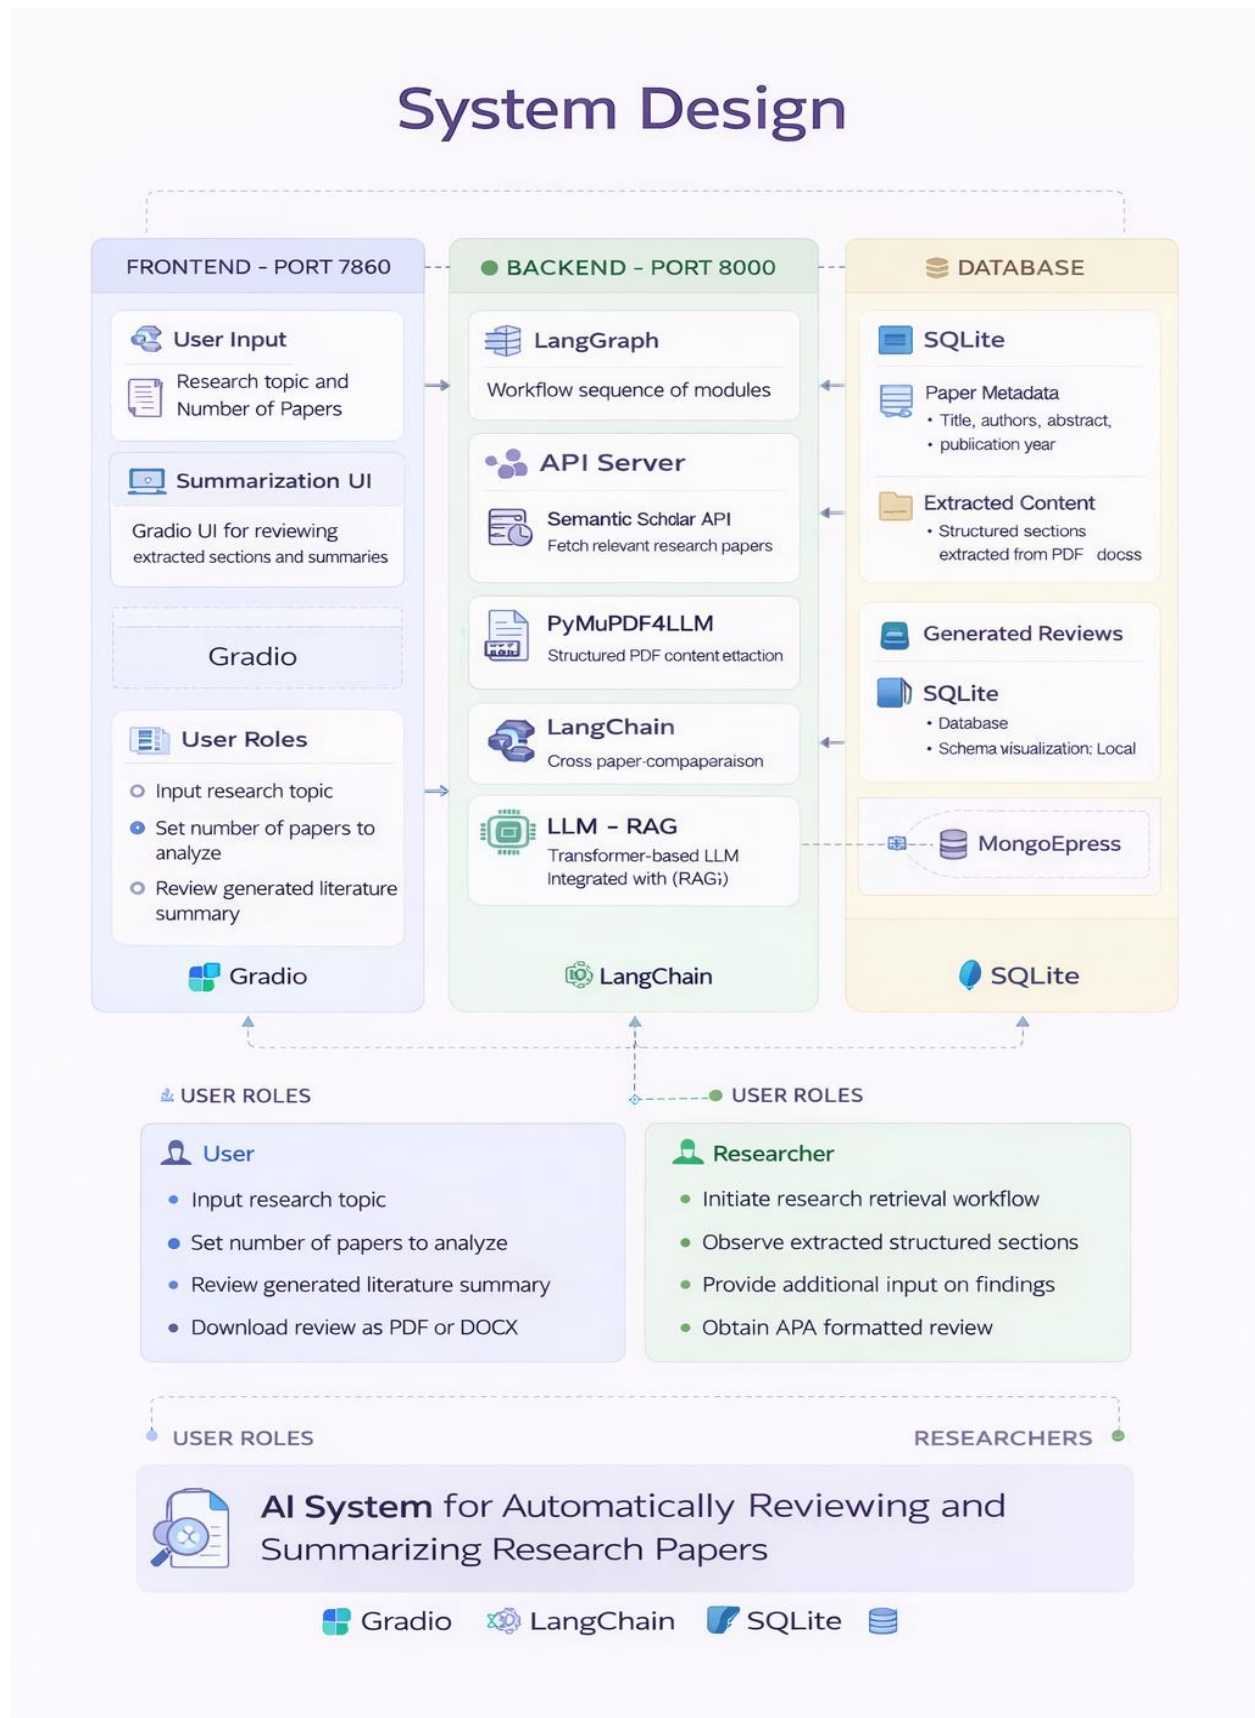 System Design
FRONTEND - PORT 7860
User Input
Research topic and
Number of Papers
Summarization UI
Gradio UI for reviewing
extracted sections and summaries
Gradio
User Roles
Input research topic
Set number of papers to
analyze
Review generated literature
summary
Gradio
BACKEND - PORT 8000
LangGraph
Workflow sequence of modules
API Server
Semantic Scholar API
Fetch relevant research papers
PyMuPDF4LLM
Structured PDF content ettaction
LangChain
Cross paper-compaperaison
LLM - RAG
Transformer-based LLM
Integrated with (RAG;)
LangChain
DATABASE
SQLite
Paper Metadata
• Title, authors, abstract,
• publication year
Extracted Content
• Structured sections
extracted from PDF docss
Generated Reviews
SQLite
• Database
• Schema visualization: Local
MongoEpress
SQLite
USER ROLES
User
• Input research topic
• Set number of papers to analyze
• Review generated literature summary
• Download review as PDF or DOCX
USER ROLES
Researcher
• Initiate research retrieval workflow
• Observe extracted structured sections
• Provide additional input on findings
• Obtain APA formatted review
USER ROLES
RESEARCHERS
AI System for Automatically Reviewing and
Summarizing Research Papers
Gradio LangChain SQLite